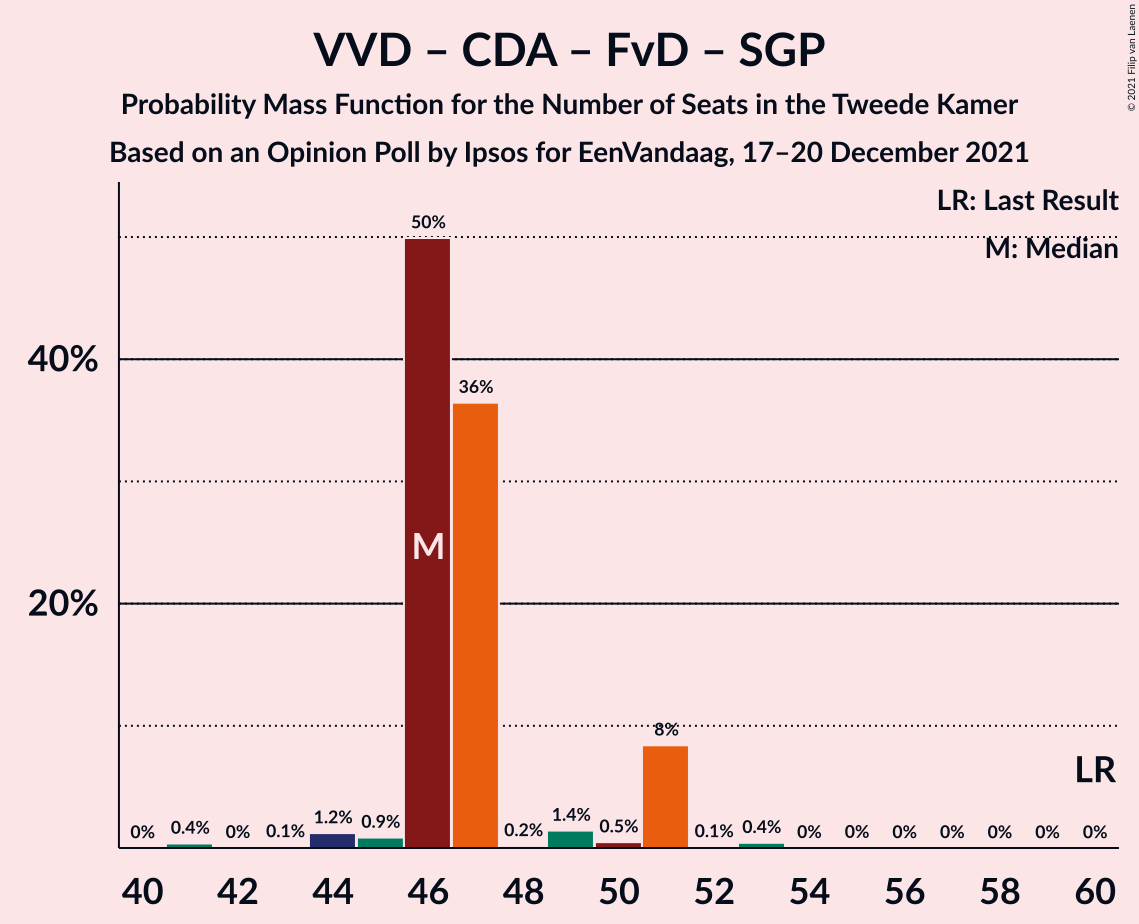 VVD – CDA – FvD – SGP
Probability Mass Function for the Number of Seats in the Tweede Kamer
Based on an Opinion Poll by Ipsos for EenVandaag, 17–20 December 2021
© 2021 Filip van Laenen
LR: Last Result
M: Median
50%
40%
36%
M
20%
8%
LR
0% 0.4% 0% 0.1% 1.2% 0.9% 0.2% 1.4% 0.5% 0.1% 0.4% 0% 0% 0% 0% 0% 0% 0%
40 42 44 46 48 50 52 54 56 58 60